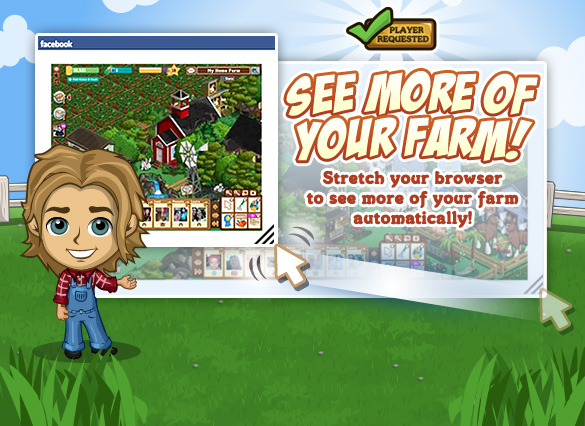 PLAYER
REQUESTED
facebook
My Home Farm
SEE MORE OF
YOUR FARM!
Stretch your browser
to see more of your farm
automatically!